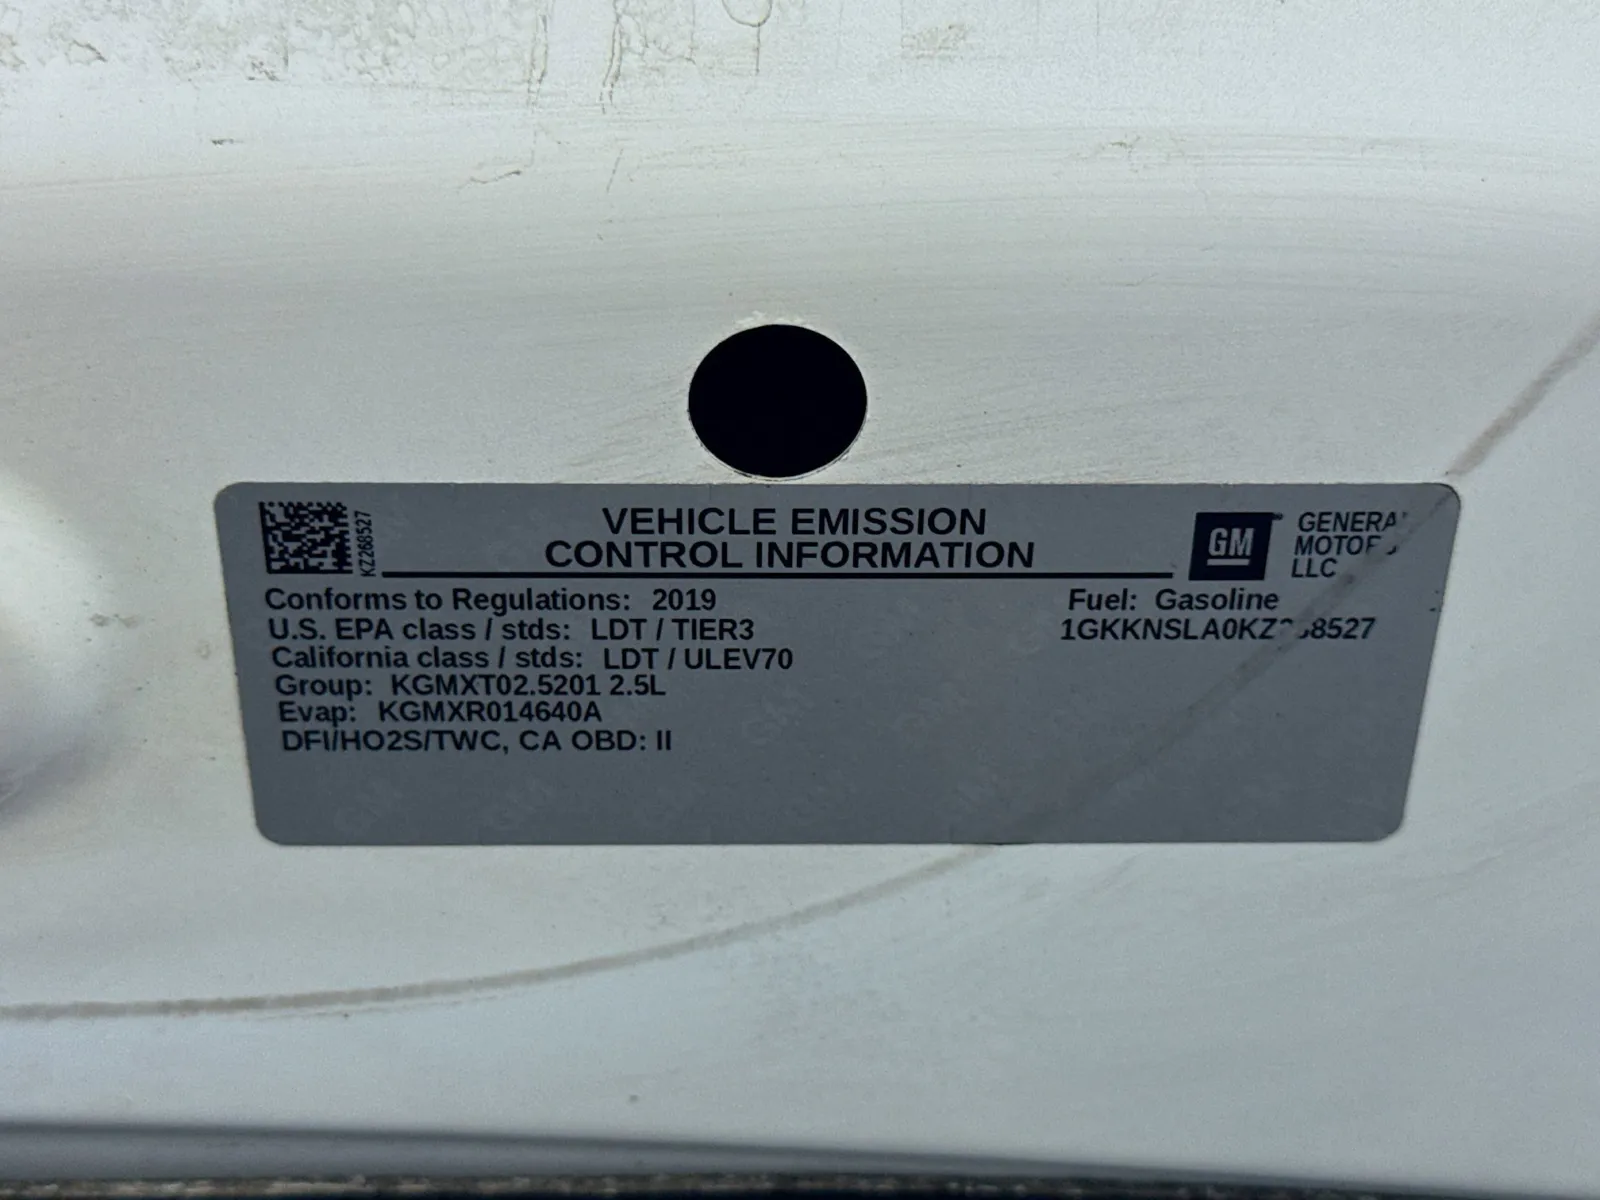 KZ268527
VEHICLE EMISSION
CONTROL INFORMATION
GM
GENERAL
MOTORS
LLC
Conforms to Regulations: 2019
Fuel: Gasoline
U.S. EPA class / stds: LDT / TIER3
California class / stds: LDT / ULEV70
Group: KGMXT02.5201 2.5L
Evap: KGMXR014640A
DFI/HO2S/TWC, CA OBD: II